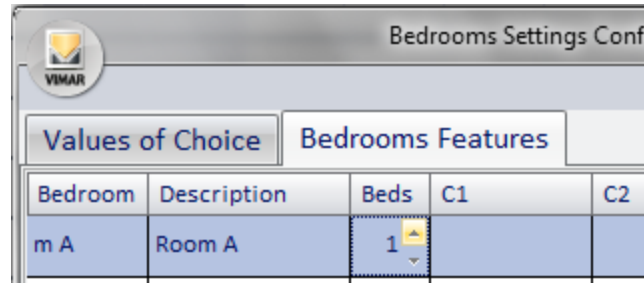 Bedrooms Settings Conf
VIMAR
Values of Choice Bedrooms Features
Bedroom Description Beds C1 C2
m A Room A 1